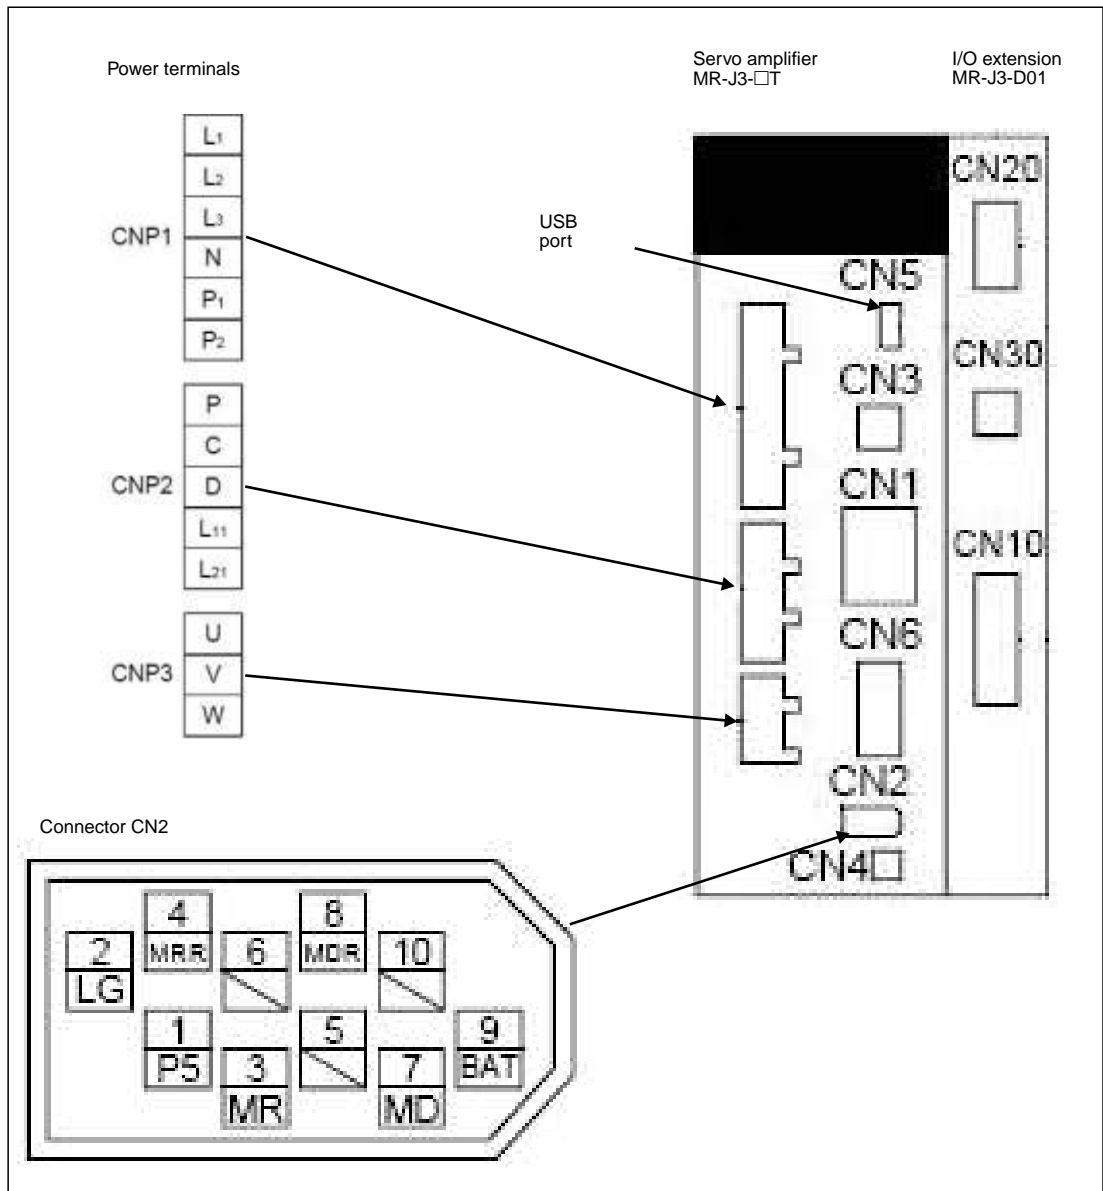 Power terminals
Servo amplifier
MR-J3-□T
I/O extension
MR-J3-D01
CNP1
L1
L2
L3
N
P1
P2
CNP2
P
C
D
L11
L21
CNP3
U
V
W
USB
port
CN5
CN3
CN1
CN6
CN2
CN4
CN20
CN30
CN10
Connector CN2
2
LG
4
MRR
6
8
MDR
10
1
P5
3
MR
5
7
MD
9
BAT